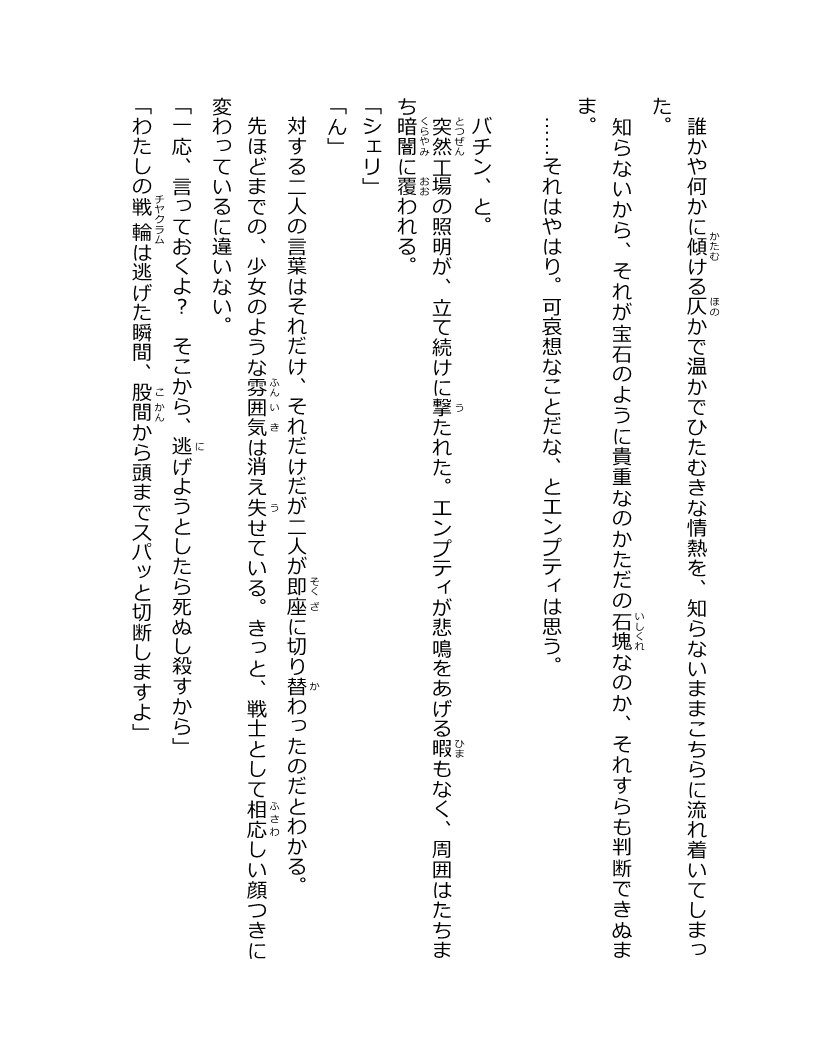 誰かや何かに傾ける仄かで温かでひたむきな情熱を、知らないままこちらに流れ着いてしまっ
た。
知らないから、それが宝石のように貴重なのかただの石塊なのか、それすらも判断できぬま
ま。
……それはやはり。可哀想なことだな、とエンプティは思う。
バチン、と。
突然工場の照明が、立て続けに撃たれた。エンプティが悲鳴をあげる暇もなく、周囲はたちま
ち暗闇に覆われる。
「シェリ」
「ん」
対する二人の言葉はそれだけ、それだけだが二人が即座に切り替わったのだとわかる。
先ほどまでの、少女のような雰囲気は消え失せている。きっと、戦士として相応しい顔つきに
変わっているに違いない。
「一応、言っておくよ？　そこから、逃げようとしたら死ぬし殺すから」
「わたしの戦輪は逃げた瞬間、股間から頭までスパッと切断しますよ」